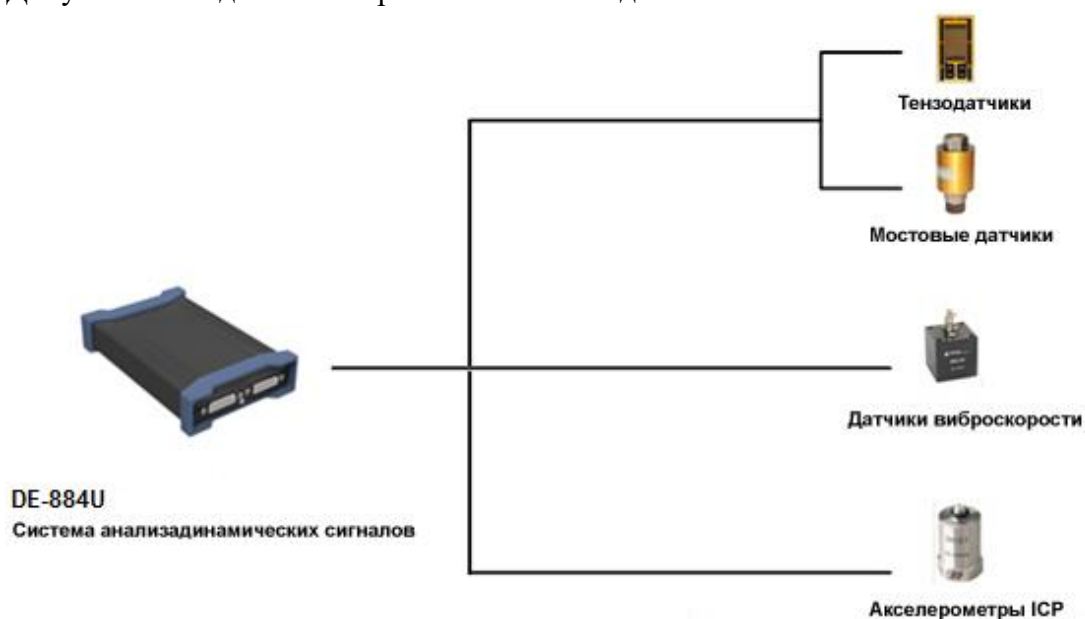 Тензодатчики
Мостовые датчики
Датчики виброскорости
DE-884U
Система анализадинамических сигналов
Акселерометры ICP